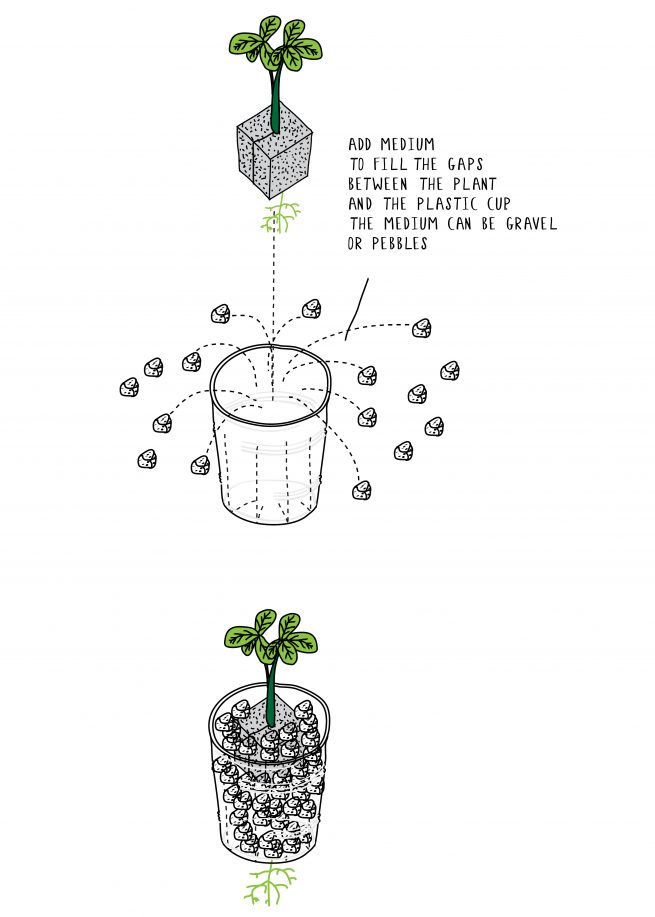 ADD MEDIUM
TO FILL THE GAPS
BETWEEN THE PLANT
AND THE PLASTIC CUP
THE MEDIUM CAN BE GRAVEL
OR PEBBLES